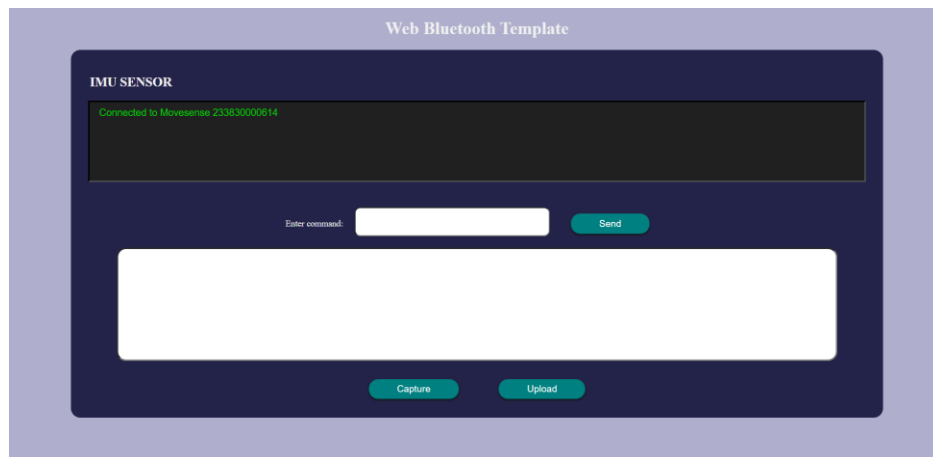 Web Bluetooth Template
IMU SENSOR
Connected to Movesense 233830000614
Enter command:
Send
Capture
Upload